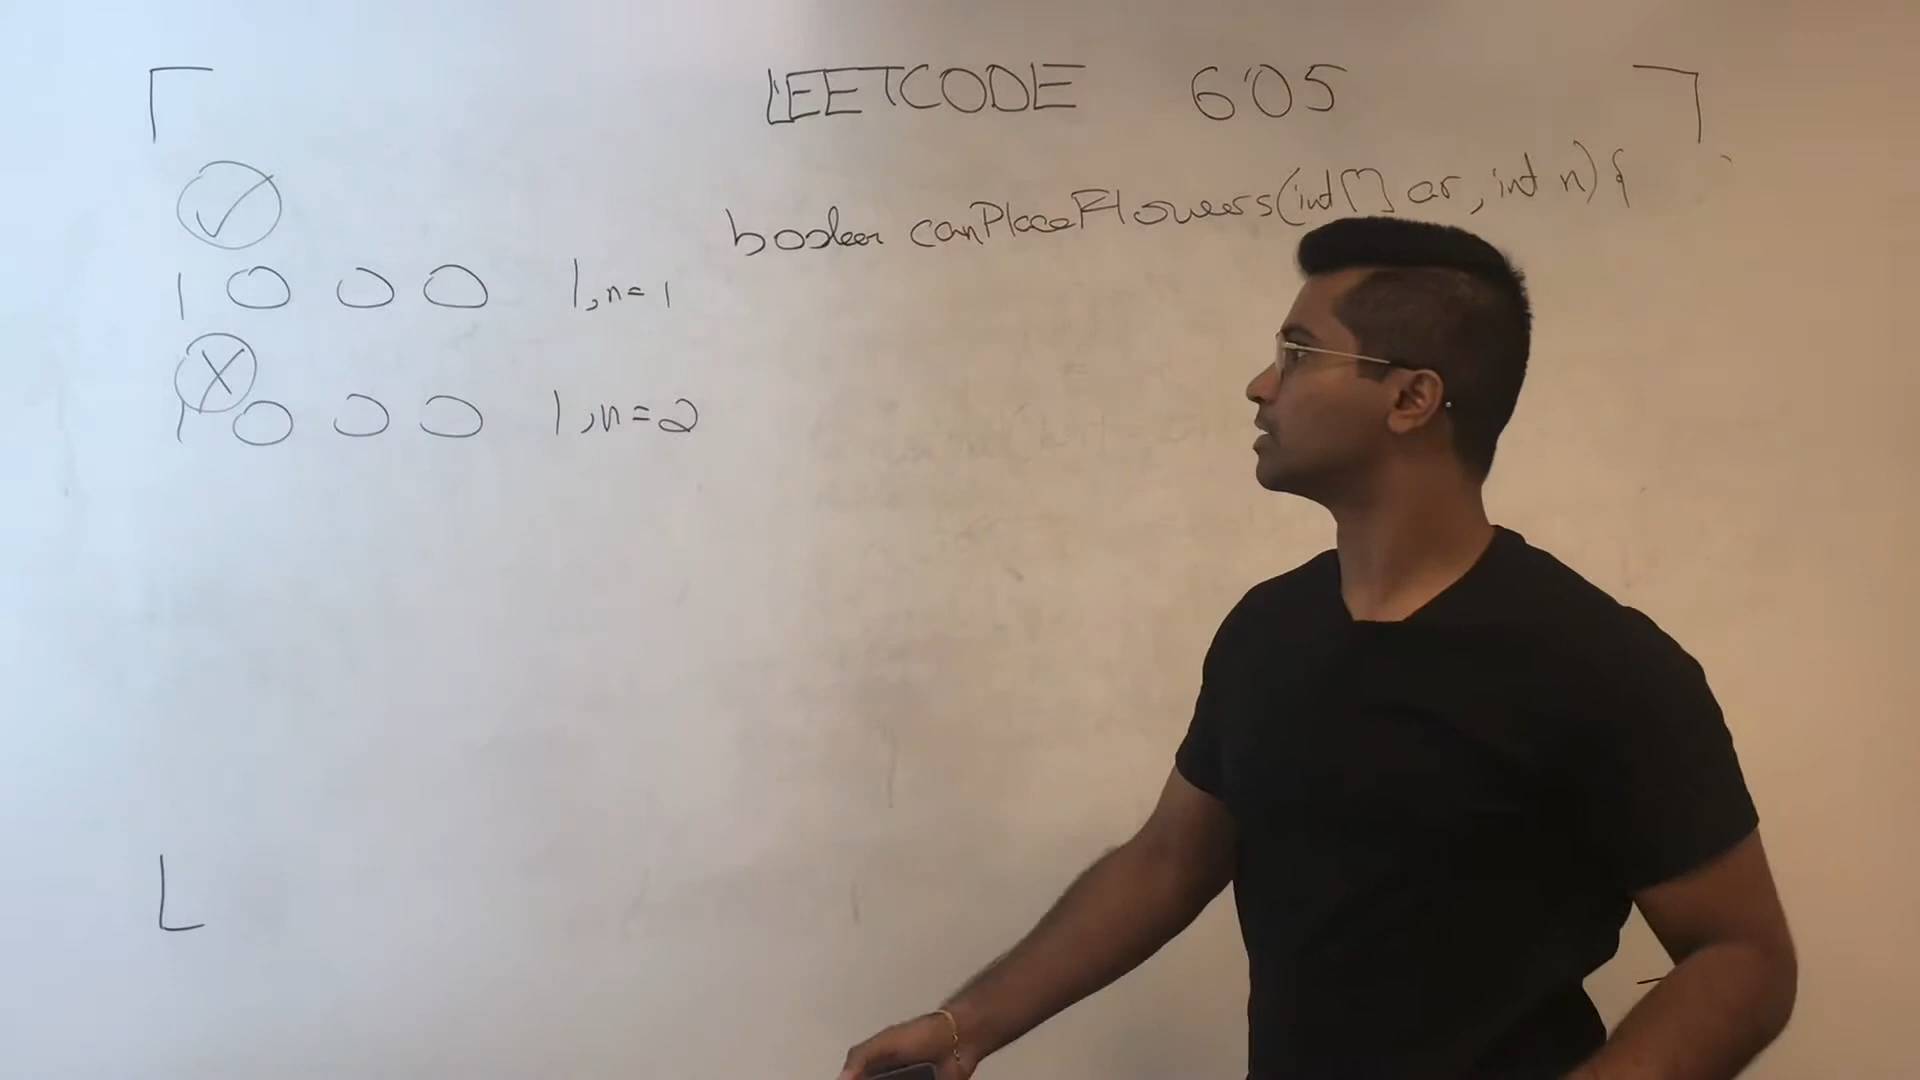 LEETCODE 605
boolean canPlaceFlowers(int[] ar, int n) {
1 0 0 0 1, n=1
1 0 0 0 1, n=2